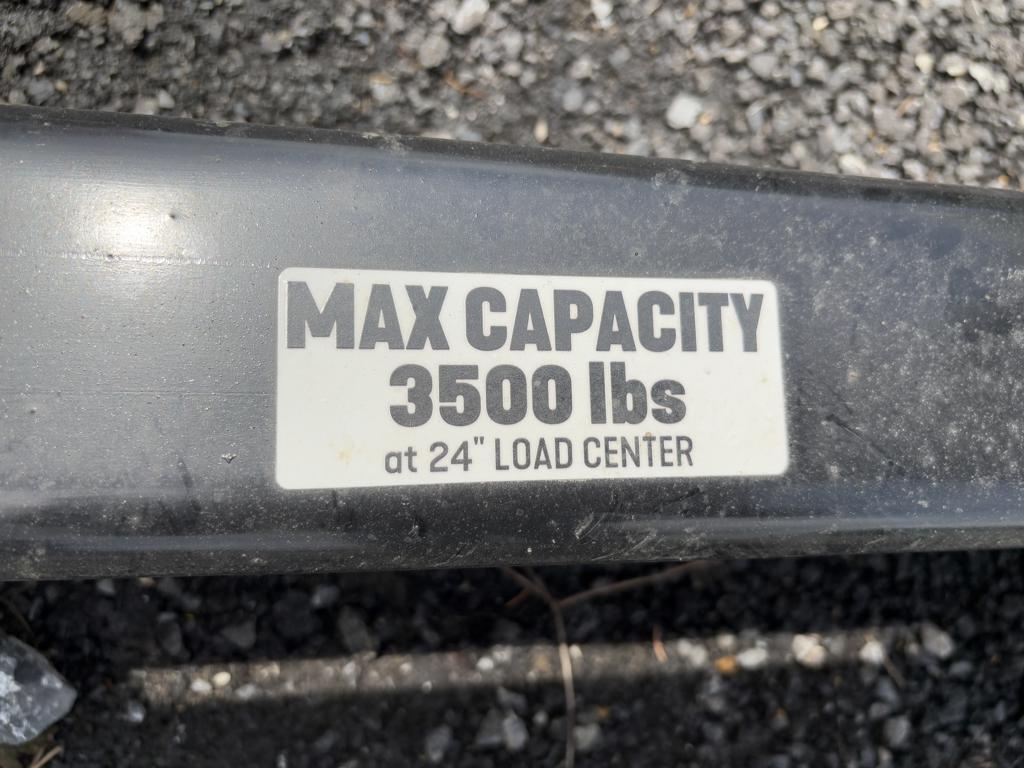 MAX CAPACITY
3500 lbs
at 24" LOAD CENTER